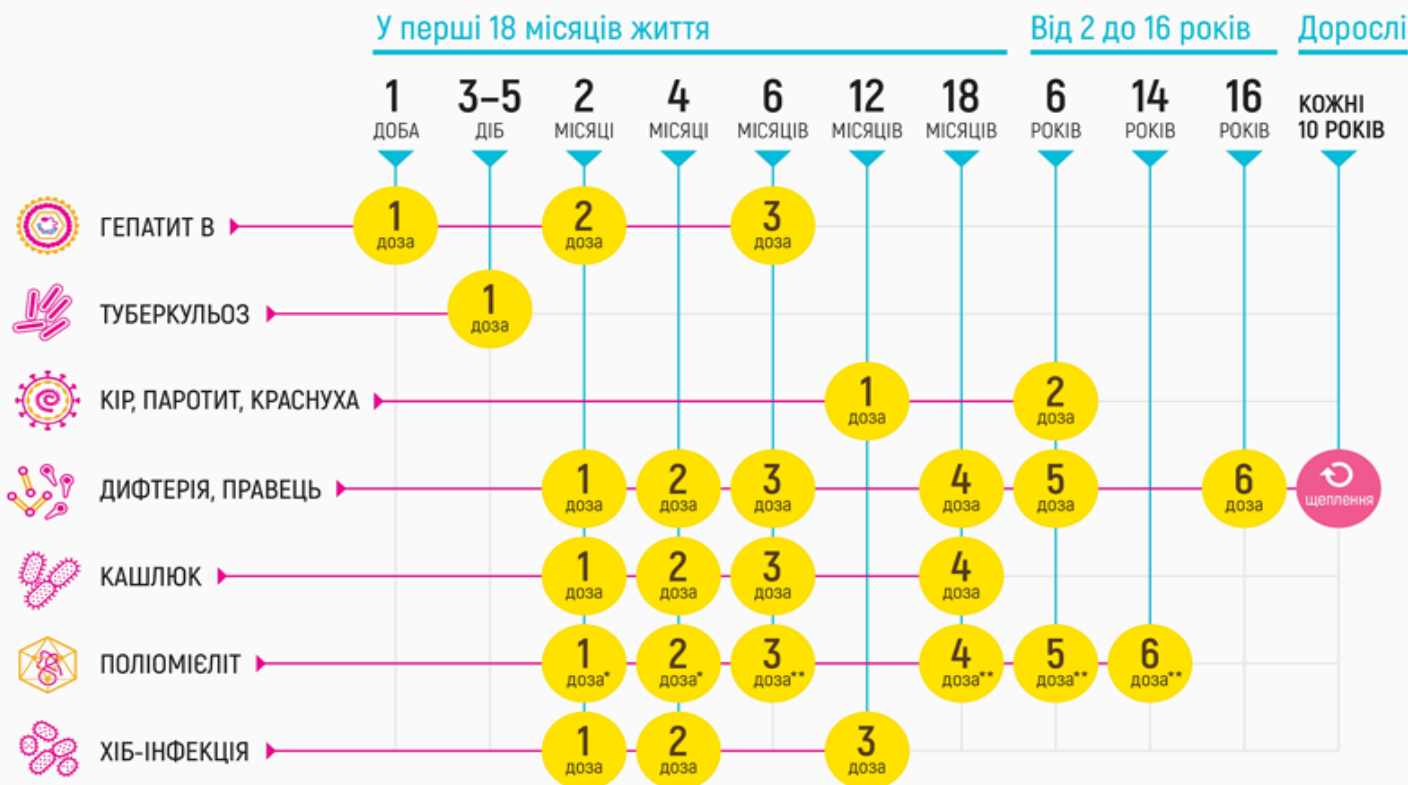 У перші 18 місяців життя Від 2 до 16 років Дорослі
1 3–5 2 4 6 12 18 6 14 16 КОЖНІ
ДОБА ДІБ МІСЯЦІ МІСЯЦІ МІСЯЦІВ МІСЯЦІВ МІСЯЦІВ РОКІВ РОКІВ РОКІВ 10 РОКІВ
ГЕПАТИТ В 1 2 3
доза доза доза
ТУБЕРКУЛЬОЗ 1
доза
КІР, ПАРОТИТ, КРАСНУХА 1 2
доза доза
ДИФТЕРІЯ, ПРАВЕЦЬ 1 2 3 4 5 6
доза доза доза доза доза доза щеплення
КАШЛЮК 1 2 3 4
доза доза доза доза
ПОЛІОМІЄЛІТ 1 2 3 4 5 6
доза* доза* доза** доза** доза** доза**
ХІБ-ІНФЕКЦІЯ 1 2 3
доза доза доза